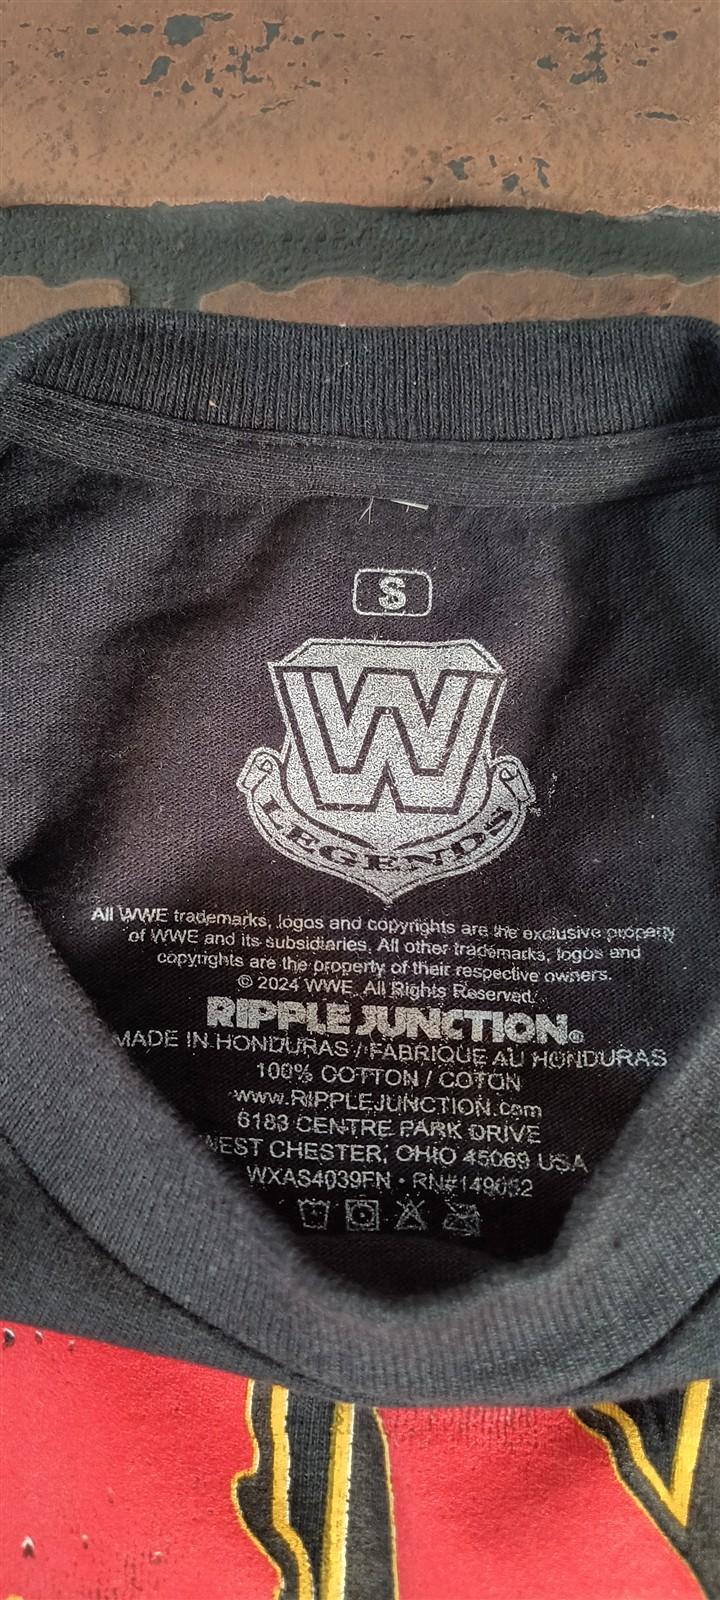 S
W
LEGENDS
All WWE trademarks, logos and copyrights are the exclusive property
of WWE and its subsidiaries. All other trademarks, logos and
copyrights are the property of their respective owners.
© 2024 WWE. All Rights Reserved.
RIPPLE JUNCTION®
MADE IN HONDURAS / FABRIQUE AU HONDURAS
100% COTTON / COTON
www.RIPPLEJUNCTION.com
6183 CENTRE PARK DRIVE
WEST CHESTER, OHIO 45069 USA
WXAS4039FN •